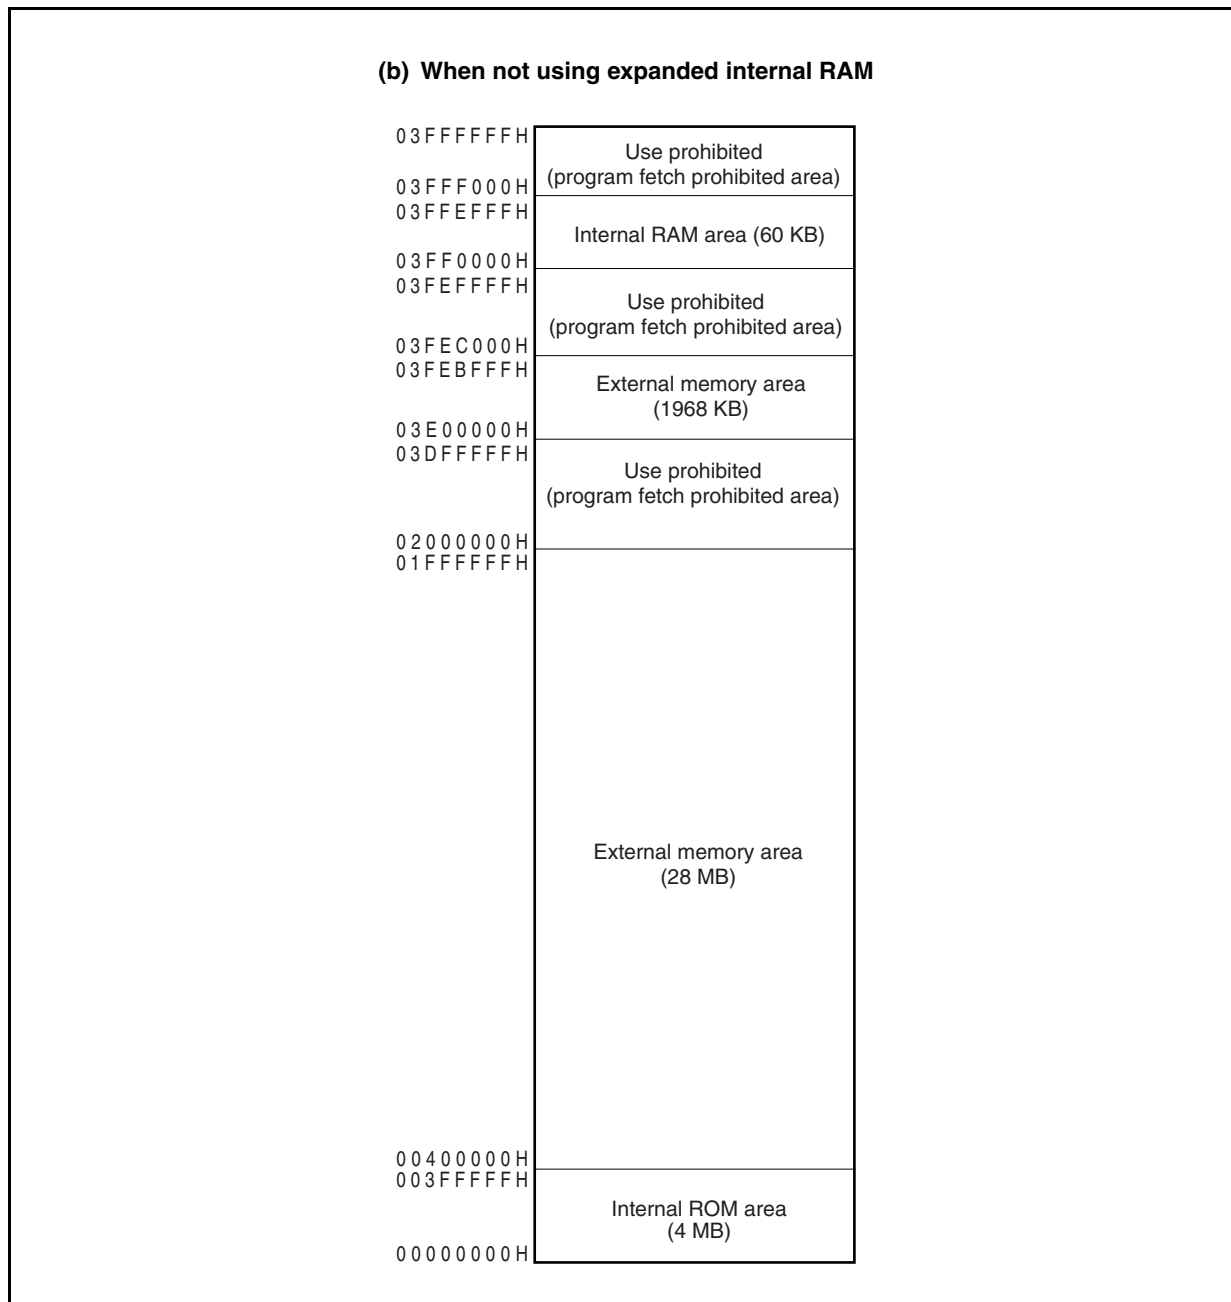 (b) When not using expanded internal RAM
03FFFFFFH
Use prohibited
(program fetch prohibited area)
03FFF000H
03FFEFFFH
Internal RAM area (60 KB)
03FF0000H
03FEFFFFH
Use prohibited
(program fetch prohibited area)
03FEC000H
03FEBFFFH
External memory area
(1968 KB)
03E00000H
03DFFFFFH
Use prohibited
(program fetch prohibited area)
02000000H
01FFFFFFH
External memory area
(28 MB)
00400000H
003FFFFFH
Internal ROM area
(4 MB)
00000000H